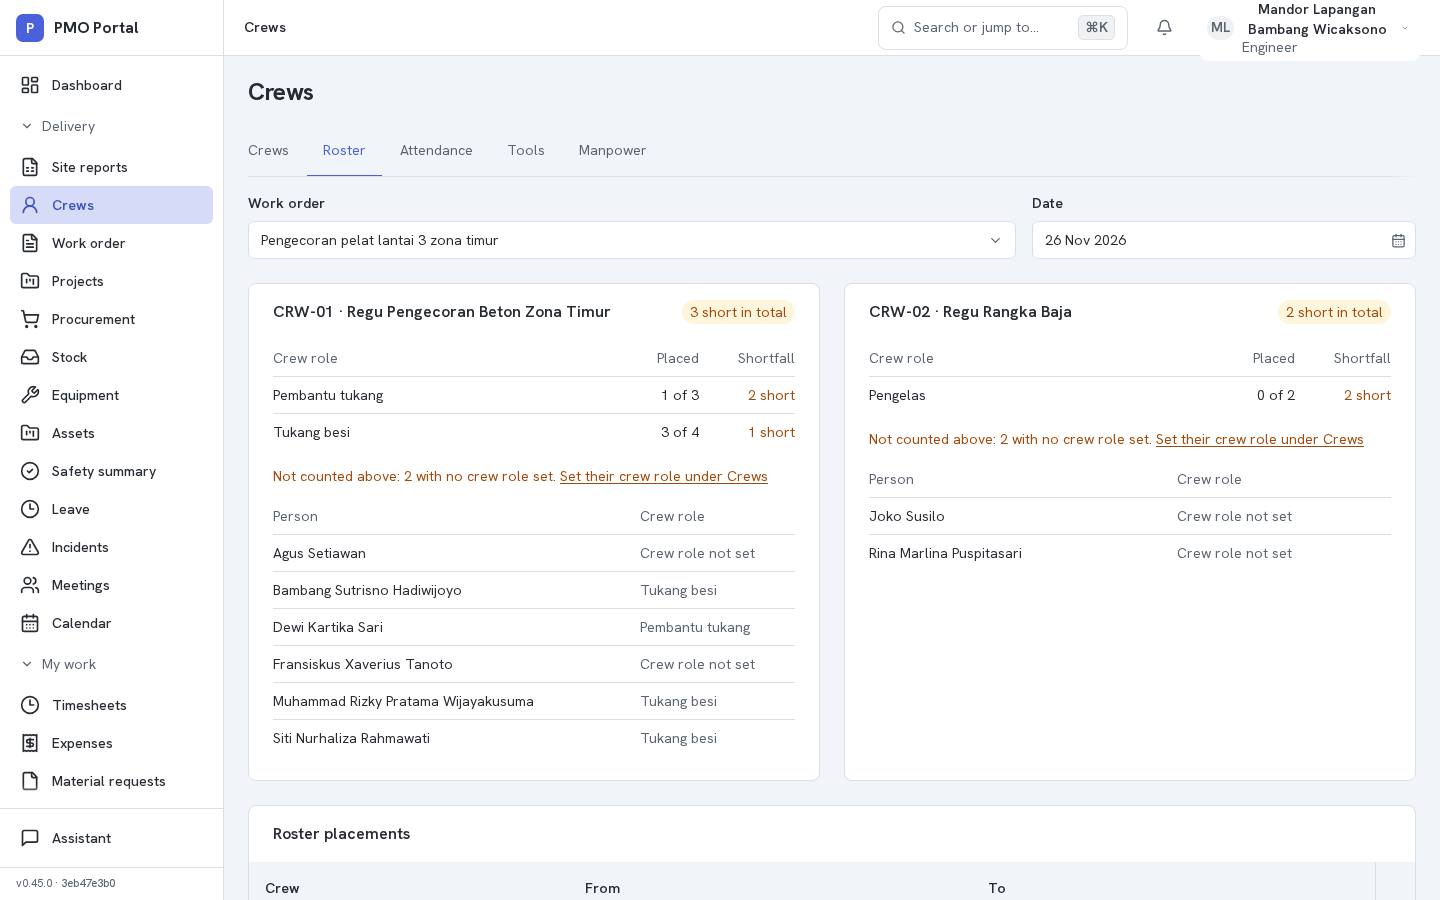 P PMO Portal
Crews
Search or jump to... ⌘K
ML
Mandor Lapangan
Bambang Wicaksono
Engineer
Dashboard
Delivery
Site reports
Crews
Work order
Projects
Procurement
Stock
Equipment
Assets
Safety summary
Leave
Incidents
Meetings
Calendar
My work
Timesheets
Expenses
Material requests
Assistant
v0.45.0 · 3eb47e3b0
Crews
Crews Roster Attendance Tools Manpower
Work order
Pengecoran pelat lantai 3 zona timur
Date
26 Nov 2026
CRW-01 · Regu Pengecoran Beton Zona Timur 3 short in total
Crew role Placed Shortfall
Pembantu tukang 1 of 3 2 short
Tukang besi 3 of 4 1 short
Not counted above: 2 with no crew role set. Set their crew role under Crews
Person Crew role
Agus Setiawan Crew role not set
Bambang Sutrisno Hadiwijoyo Tukang besi
Dewi Kartika Sari Pembantu tukang
Fransiskus Xaverius Tanoto Crew role not set
Muhammad Rizky Pratama Wijayakusuma Tukang besi
Siti Nurhaliza Rahmawati Tukang besi
CRW-02 · Regu Rangka Baja 2 short in total
Crew role Placed Shortfall
Pengelas 0 of 2 2 short
Not counted above: 2 with no crew role set. Set their crew role under Crews
Person Crew role
Joko Susilo Crew role not set
Rina Marlina Puspitasari Crew role not set
Roster placements
Crew From To